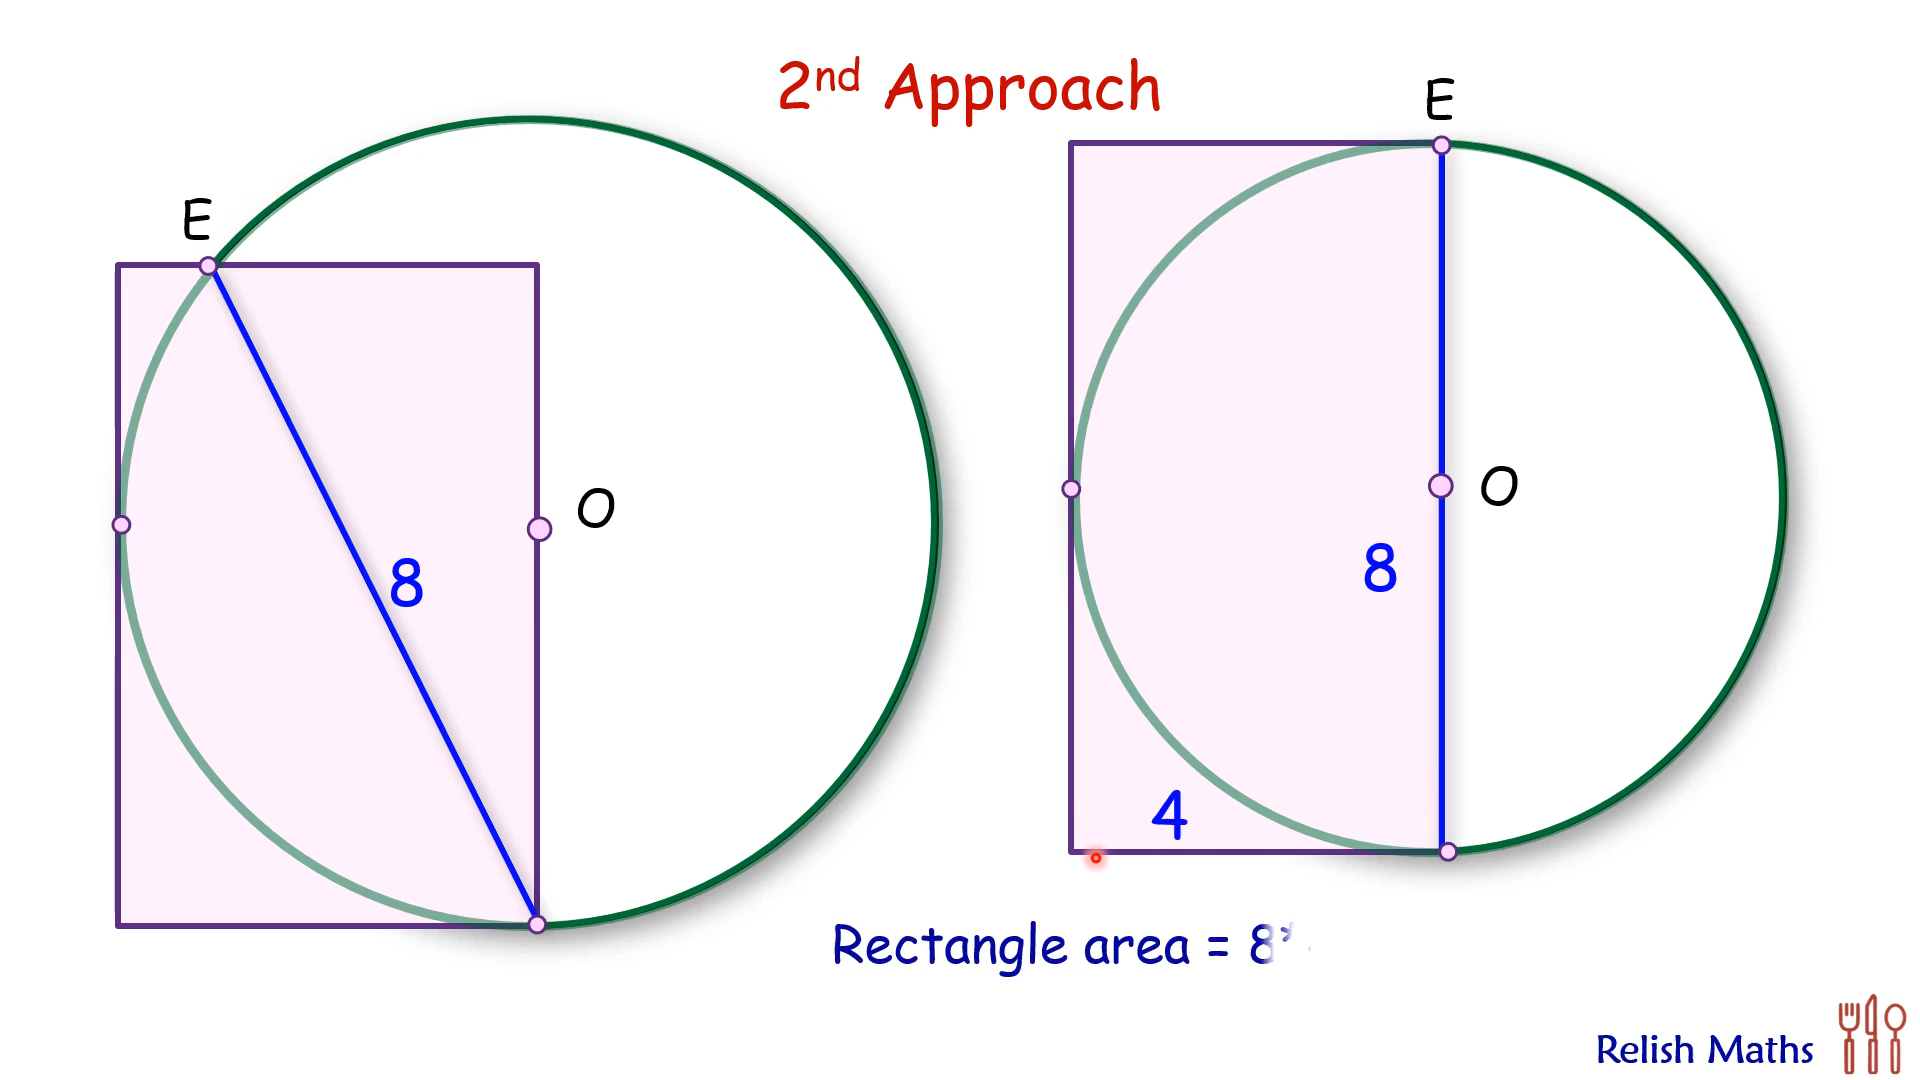 2nd Approach
E
E
O
O
8
8
4
Rectangle area = 8
Relish Maths